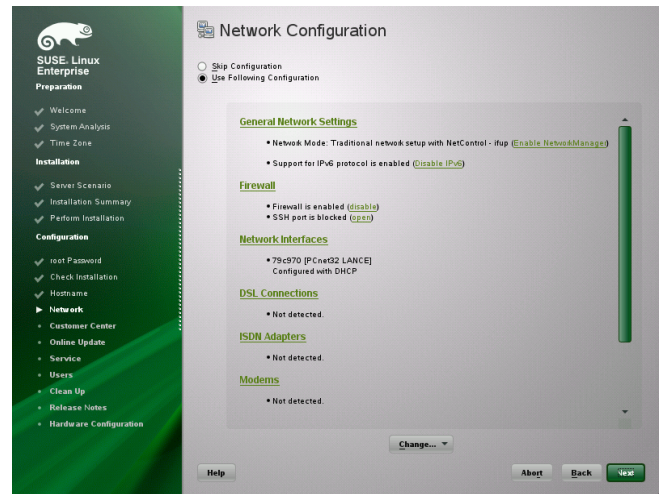 SUSE. Linux
Enterprise
Preparation
Welcome
System Analysis
Time Zone
Installation
Server Scenario
Installation Summary
Perform Installation
Configuration
root Password
Check Installation
Hostname
Network
Customer Center
Online Update
Service
Users
Clean Up
Release Notes
Hardware Configuration
Network Configuration
Skip Configuration
Use Following Configuration
General Network Settings
• Network Mode: Traditional network setup with NetControl - ifup (Enable NetworkManager)
• Support for IPv6 protocol is enabled (Disable IPv6)
Firewall
• Firewall is enabled (disable)
• SSH port is blocked (open)
Network Interfaces
• 79c970 [PCnet32 LANCE]
Configured with DHCP
DSL Connections
• Not detected.
ISDN Adapters
• Not detected.
Modems
• Not detected.
Change...
Help
Abort
Back
Next